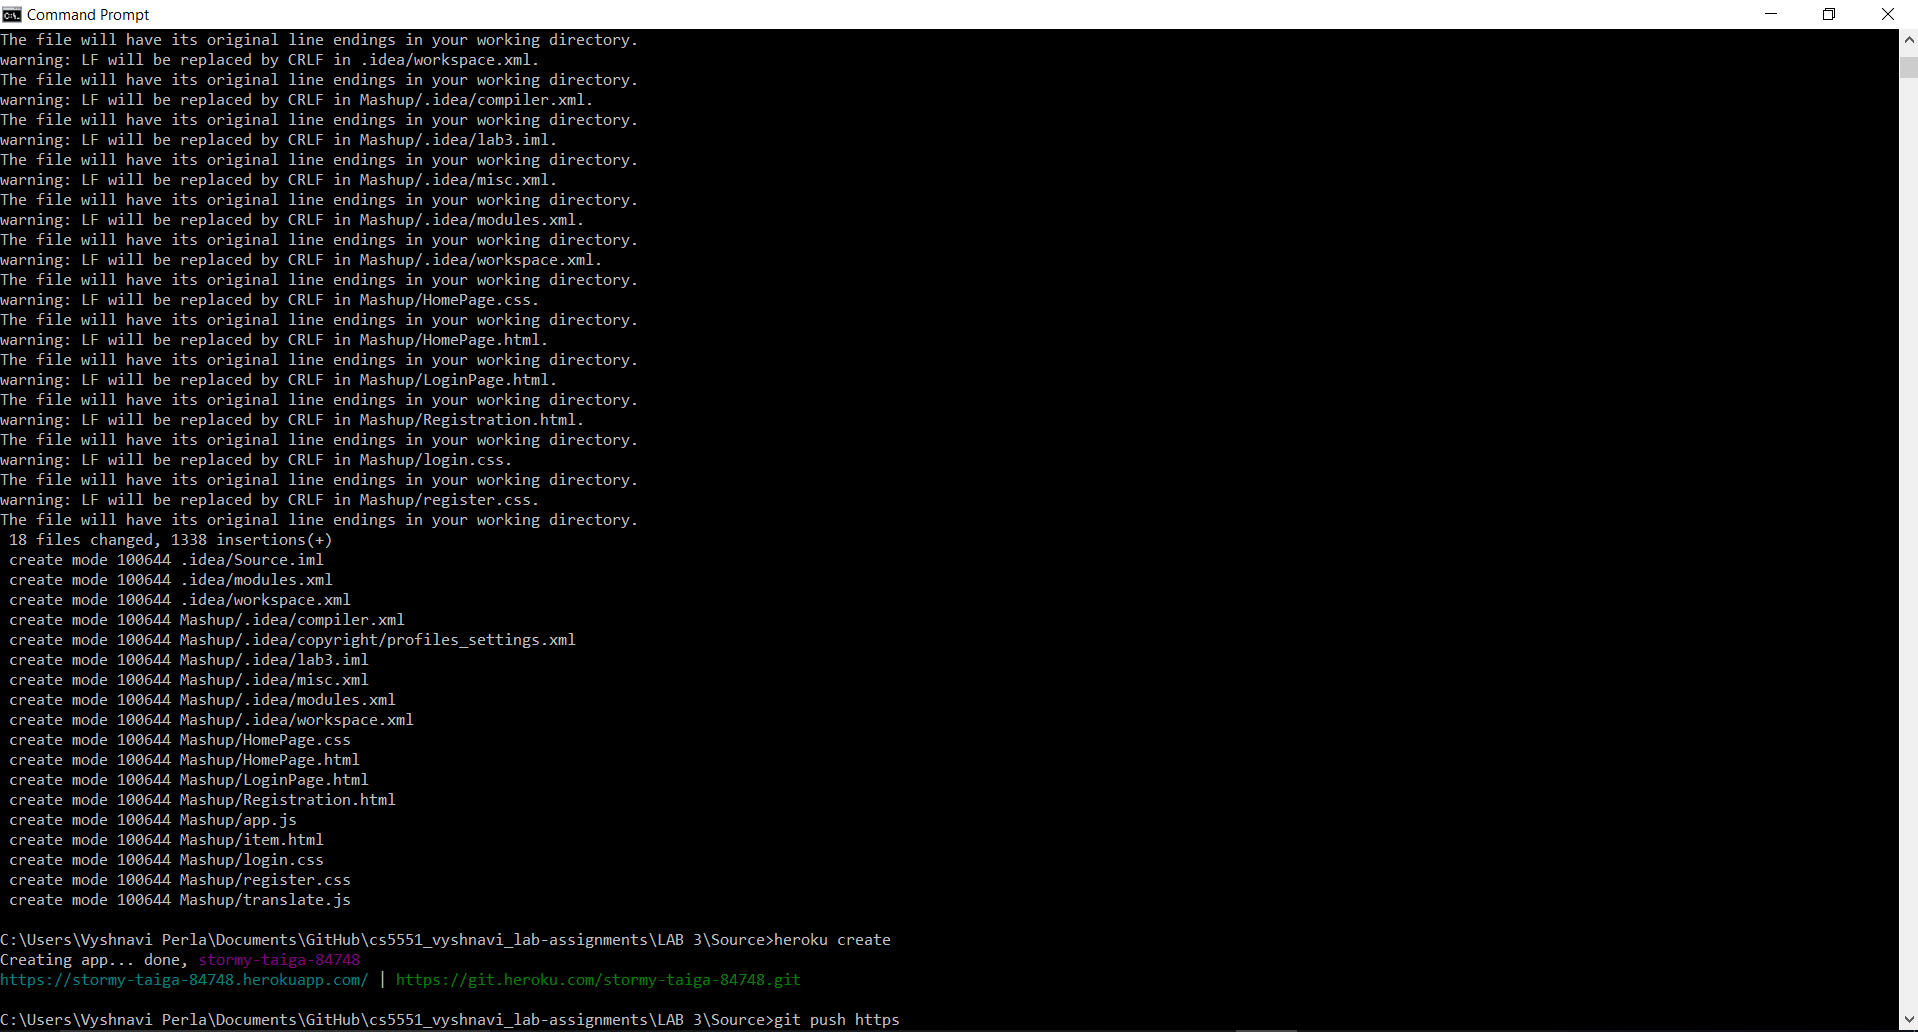 Command Prompt
The file will have its original line endings in your working directory.
warning: LF will be replaced by CRLF in .idea/workspace.xml.
The file will have its original line endings in your working directory.
warning: LF will be replaced by CRLF in Mashup/.idea/compiler.xml.
The file will have its original line endings in your working directory.
warning: LF will be replaced by CRLF in Mashup/.idea/lab3.iml.
The file will have its original line endings in your working directory.
warning: LF will be replaced by CRLF in Mashup/.idea/misc.xml.
The file will have its original line endings in your working directory.
warning: LF will be replaced by CRLF in Mashup/.idea/modules.xml.
The file will have its original line endings in your working directory.
warning: LF will be replaced by CRLF in Mashup/.idea/workspace.xml.
The file will have its original line endings in your working directory.
warning: LF will be replaced by CRLF in Mashup/HomePage.css.
The file will have its original line endings in your working directory.
warning: LF will be replaced by CRLF in Mashup/HomePage.html.
The file will have its original line endings in your working directory.
warning: LF will be replaced by CRLF in Mashup/LoginPage.html.
The file will have its original line endings in your working directory.
warning: LF will be replaced by CRLF in Mashup/Registration.html.
The file will have its original line endings in your working directory.
warning: LF will be replaced by CRLF in Mashup/login.css.
The file will have its original line endings in your working directory.
warning: LF will be replaced by CRLF in Mashup/register.css.
The file will have its original line endings in your working directory.
18 files changed, 1338 insertions(+)
create mode 100644 .idea/Source.iml
create mode 100644 .idea/modules.xml
create mode 100644 .idea/workspace.xml
create mode 100644 Mashup/.idea/compiler.xml
create mode 100644 Mashup/.idea/copyright/profiles_settings.xml
create mode 100644 Mashup/.idea/lab3.iml
create mode 100644 Mashup/.idea/misc.xml
create mode 100644 Mashup/.idea/modules.xml
create mode 100644 Mashup/.idea/workspace.xml
create mode 100644 Mashup/HomePage.css
create mode 100644 Mashup/HomePage.html
create mode 100644 Mashup/LoginPage.html
create mode 100644 Mashup/Registration.html
create mode 100644 Mashup/app.js
create mode 100644 Mashup/item.html
create mode 100644 Mashup/login.css
create mode 100644 Mashup/register.css
create mode 100644 Mashup/translate.js
C:\Users\Vyshnavi Perla\Documents\GitHub\cs5551_vyshnavi_lab-assignments\LAB 3\Source>heroku create
Creating app... done, stormy-taiga-84748
https://stormy-taiga-84748.herokuapp.com/ | https://git.heroku.com/stormy-taiga-84748.git
C:\Users\Vyshnavi Perla\Documents\GitHub\cs5551_vyshnavi_lab-assignments\LAB 3\Source>git push https